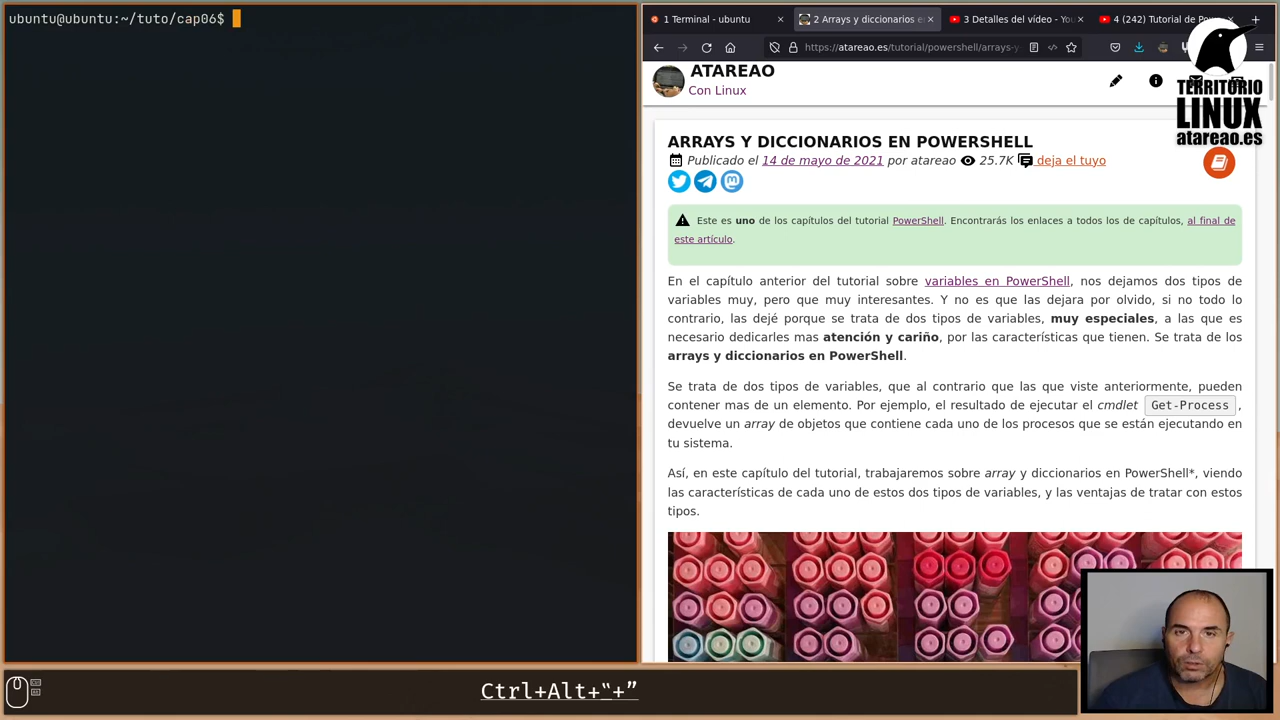 ubuntu@ubuntu:~/tuto/cap06$
1 Terminal - ubuntu
2 Arrays y diccionarios e
3 Detalles del vídeo - You
4 (242) Tutorial de Po
https://atareao.es/tutorial/powershell/arrays-y
ATAREAO
Con Linux
TERRITORIO
LINUX
atareao.es
ARRAYS Y DICCIONARIOS EN POWERSHELL
Publicado el 14 de mayo de 2021 por atareao 25.7K deja el tuyo
Este es uno de los capítulos del tutorial PowerShell. Encontrarás los enlaces a todos los de capítulos, al final de
este artículo.
En el capítulo anterior del tutorial sobre variables en PowerShell, nos dejamos dos tipos de
variables muy, pero que muy interesantes. Y no es que las dejara por olvido, si no todo lo
contrario, las dejé porque se trata de dos tipos de variables, muy especiales, a las que es
necesario dedicarles mas atención y cariño, por las características que tienen. Se trata de los
arrays y diccionarios en PowerShell.
Se trata de dos tipos de variables, que al contrario que las que viste anteriormente, pueden
contener mas de un elemento. Por ejemplo, el resultado de ejecutar el cmdlet Get-Process ,
devuelve un array de objetos que contiene cada uno de los procesos que se están ejecutando en
tu sistema.
Así, en este capítulo del tutorial, trabajaremos sobre array y diccionarios en PowerShell*, viendo
las características de cada uno de estos dos tipos de variables, y las ventajas de tratar con estos
tipos.
Ctrl+Alt+‟+”